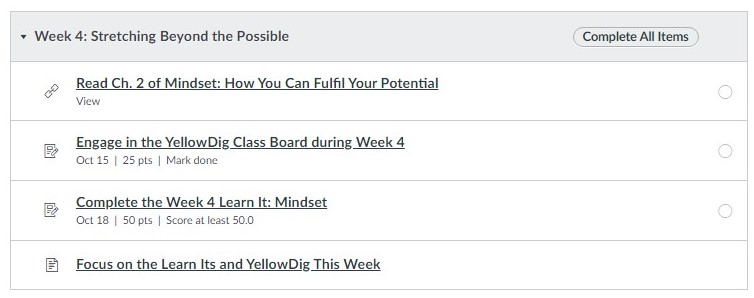 Week 4: Stretching Beyond the Possible
Complete All Items
Read Ch. 2 of Mindset: How You Can Fulfil Your Potential
View
Engage in the YellowDig Class Board during Week 4
Oct 15 | 25 pts | Mark done
Complete the Week 4 Learn It: Mindset
Oct 18 | 50 pts | Score at least 50.0
Focus on the Learn Its and YellowDig This Week